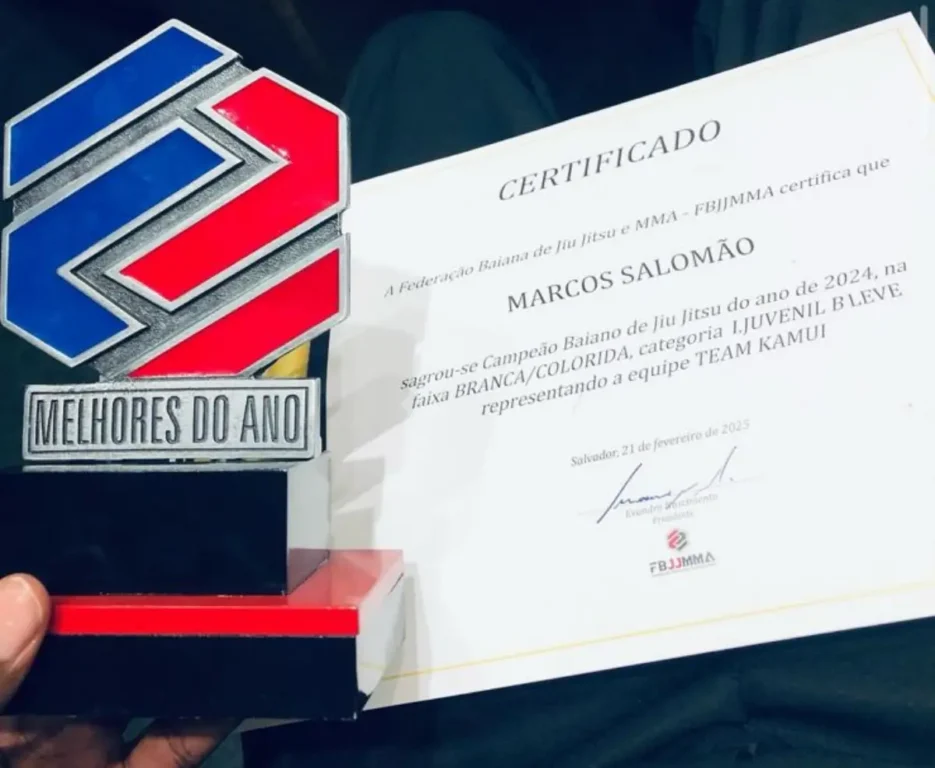 MELHORES DO ANO
CERTIFICADO
A Federação Baiana de Jiu Jitsu e MMA - FBJJMMA certifica que
MARCOS SALOMÃO
sagrou-se Campeão Baiano de Jiu Jitsu do ano de 2024, na
faixa BRANCA/COLORIDA, categoria I.JUVENIL B LEVE
representando a equipe TEAM KAMUI
Salvador, 21 de fevereiro de 2025
Evandro Nascimento
Presidente
FBJJMMA